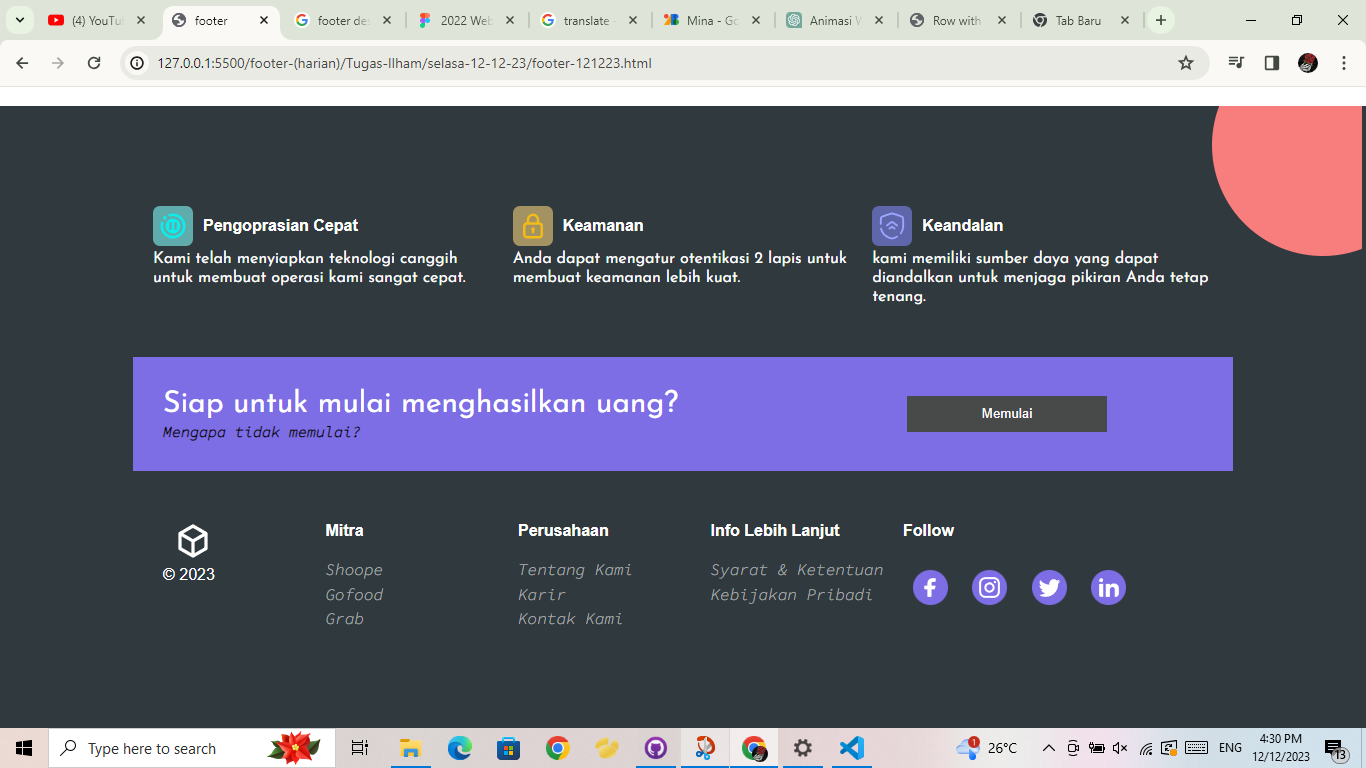 (4) YouTu
footer
footer de
2022 Web
translate -
Mina - Go
Animasi W
Row with
Tab Baru
127.0.0.1:5500/footer-(harian)/Tugas-Ilham/selasa-12-12-23/footer-121223.html
Pengoprasian Cepat
Kami telah menyiapkan teknologi canggih
untuk membuat operasi kami sangat cepat.
Keamanan
Anda dapat mengatur otentikasi 2 lapis untuk
membuat keamanan lebih kuat.
Keandalan
kami memiliki sumber daya yang dapat
diandalkan untuk menjaga pikiran Anda tetap
tenang.
Siap untuk mulai menghasilkan uang?
Mengapa tidak memulai?
Memulai
© 2023
Mitra
Shoope
Gofood
Grab
Perusahaan
Tentang Kami
Karir
Kontak Kami
Info Lebih Lanjut
Syarat & Ketentuan
Kebijakan Pribadi
Follow
Type here to search
1
26°C
ENG
4:30 PM
12/12/2023
13